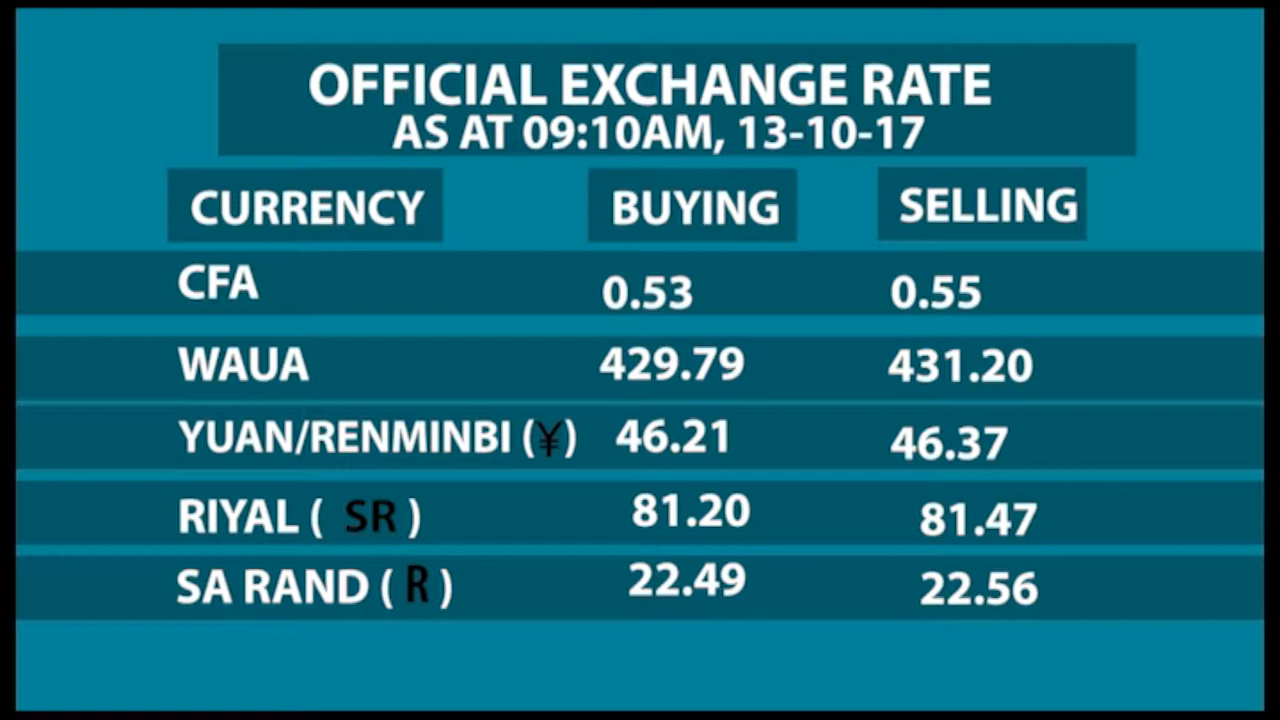 OFFICIAL EXCHANGE RATE
AS AT 09:10AM, 13-10-17
CURRENCY BUYING SELLING
CFA 0.53 0.55
WAUA 429.79 431.20
YUAN/RENMINBI (¥) 46.21 46.37
RIYAL ( SR ) 81.20 81.47
SA RAND ( R ) 22.49 22.56